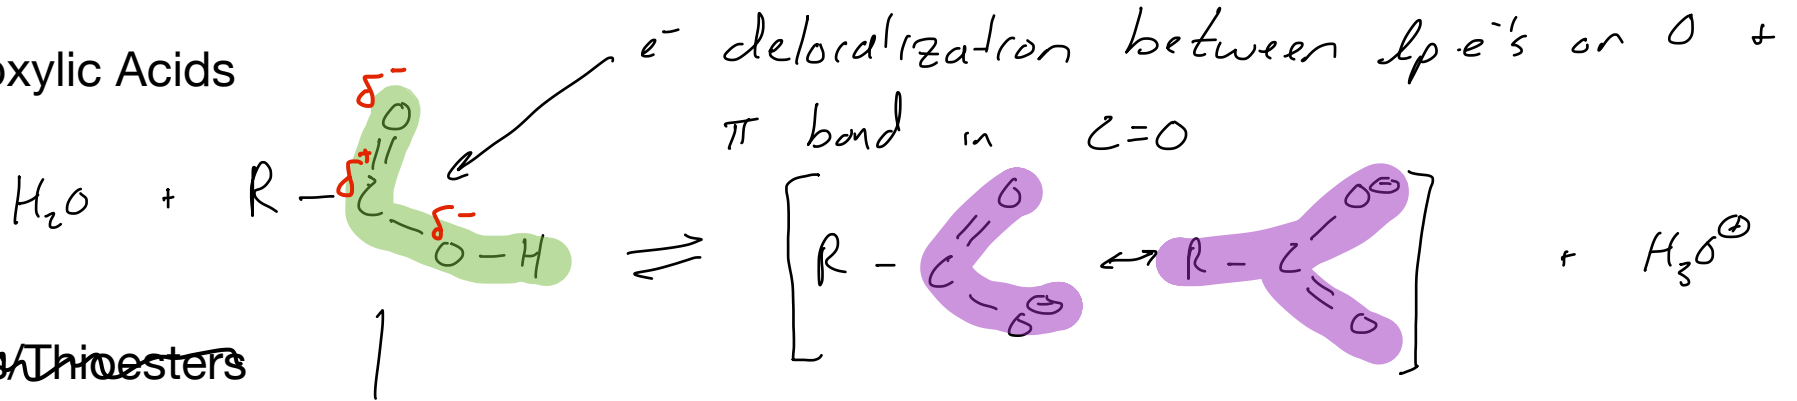 e⁻ delocalization between lp e⁻'s on O +
oxylic Acids
π bond in C=O
δ⁻
O
δ⁺
H₂O + R – C – O – H ⇌ [ R – C = O O⊖ ↔ R – C O⊖ = O ] + H₃O⊕
δ⁻
/Thioesters